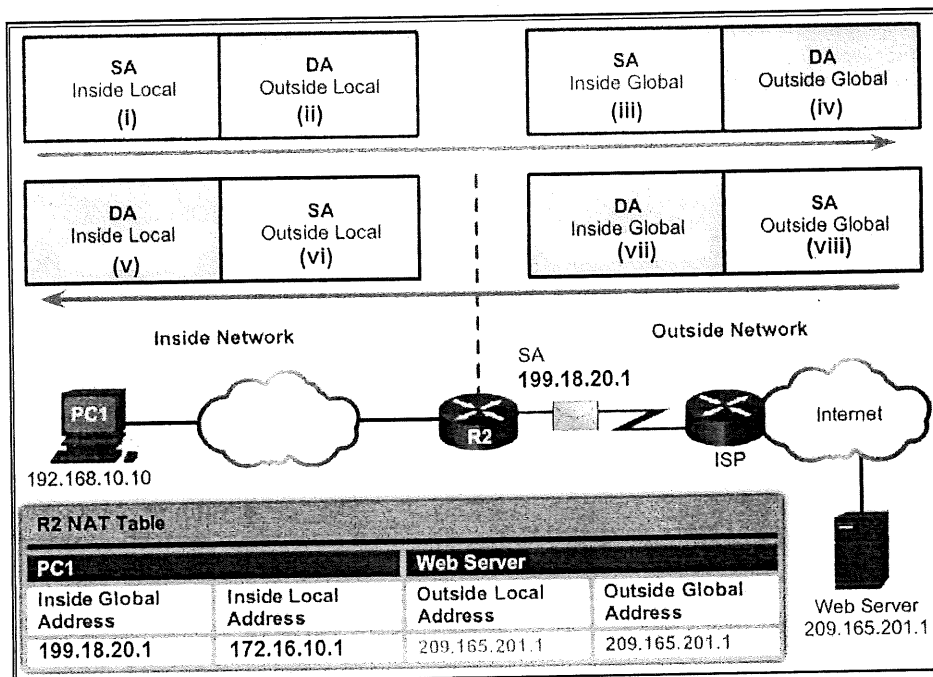 SA DA SA DA
Inside Local Outside Local Inside Global Outside Global
(i) (ii) (iii) (iv)
DA SA DA SA
Inside Local Outside Local Inside Global Outside Global
(v) (vi) (vii) (viii)
Inside Network Outside Network
SA
199.18.20.1
PC1 R2 ISP Internet
192.168.10.10
R2 NAT Table
PC1 Web Server
Inside Global Address Inside Local Address Outside Local Address Outside Global Address
199.18.20.1 172.16.10.1 209.165.201.1 209.165.201.1
Web Server
209.165.201.1